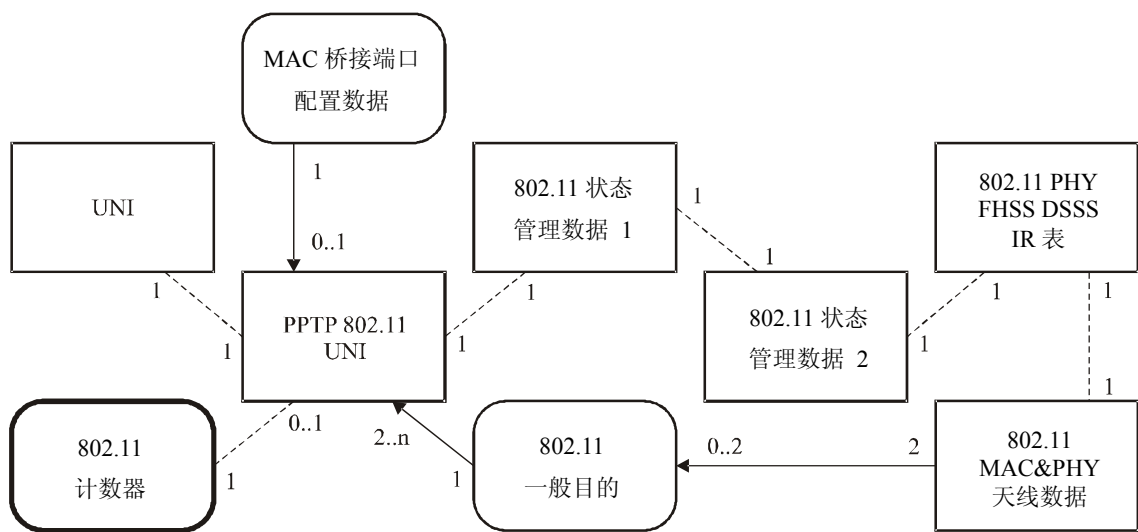 MAC 桥接端口
配置数据
1
0..1
UNI
1
1
PPTP 802.11
UNI
1
0..1
802.11 状态
管理数据 1
1
1
1
802.11 状态
管理数据 2
1
802.11 PHY
FHSS DSSS
IR 表
1
1
1
802.11
计数器
1
2..n
1
802.11
一般目的
0..2
2
802.11
MAC&PHY
天线数据